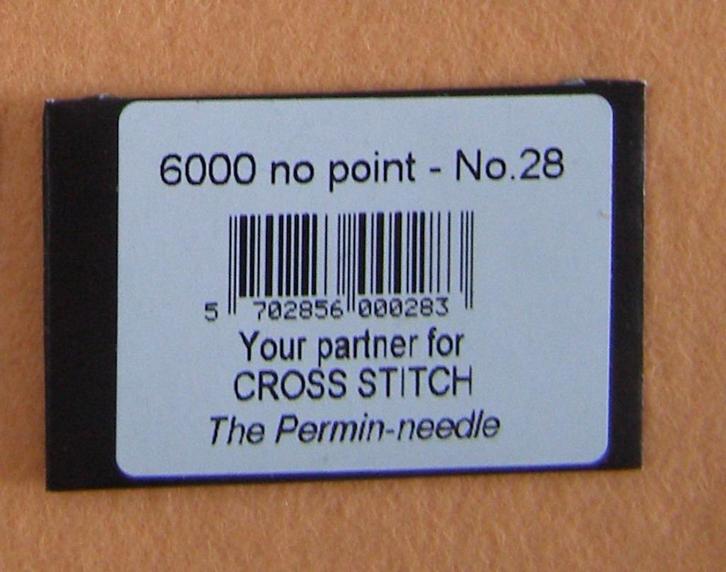 6000 no point - No.28
5 702856 000283
Your partner for
CROSS STITCH
The Permin-needle